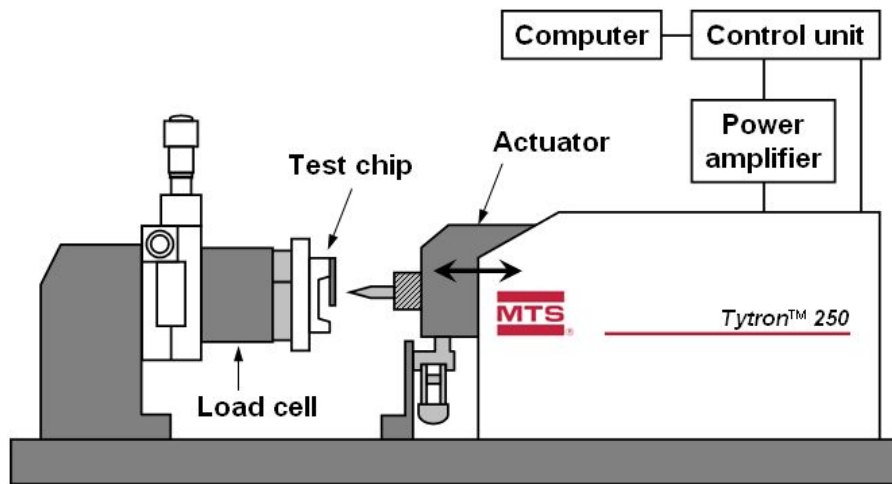 Computer
Control unit
Power
amplifier
Actuator
Test chip
MTS
®
Tytron™ 250
Load cell